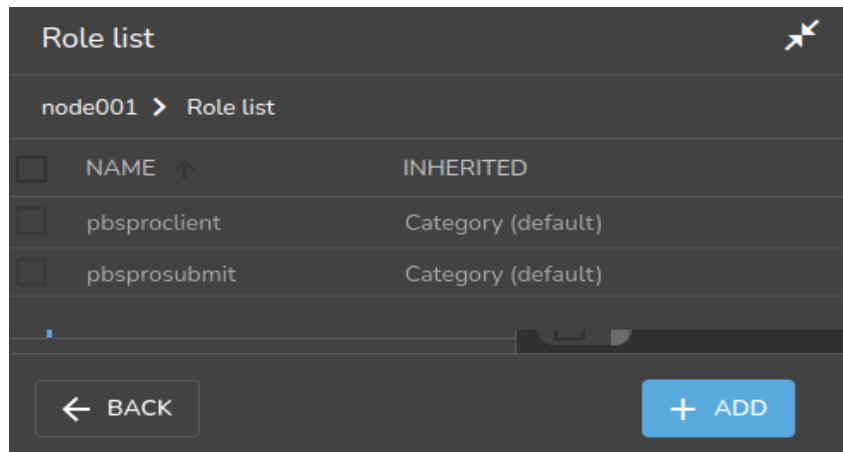 Role list
node001 > Role list
NAME ↑ INHERITED
pbsproclient Category (default)
pbsprosubmit Category (default)
← BACK + ADD